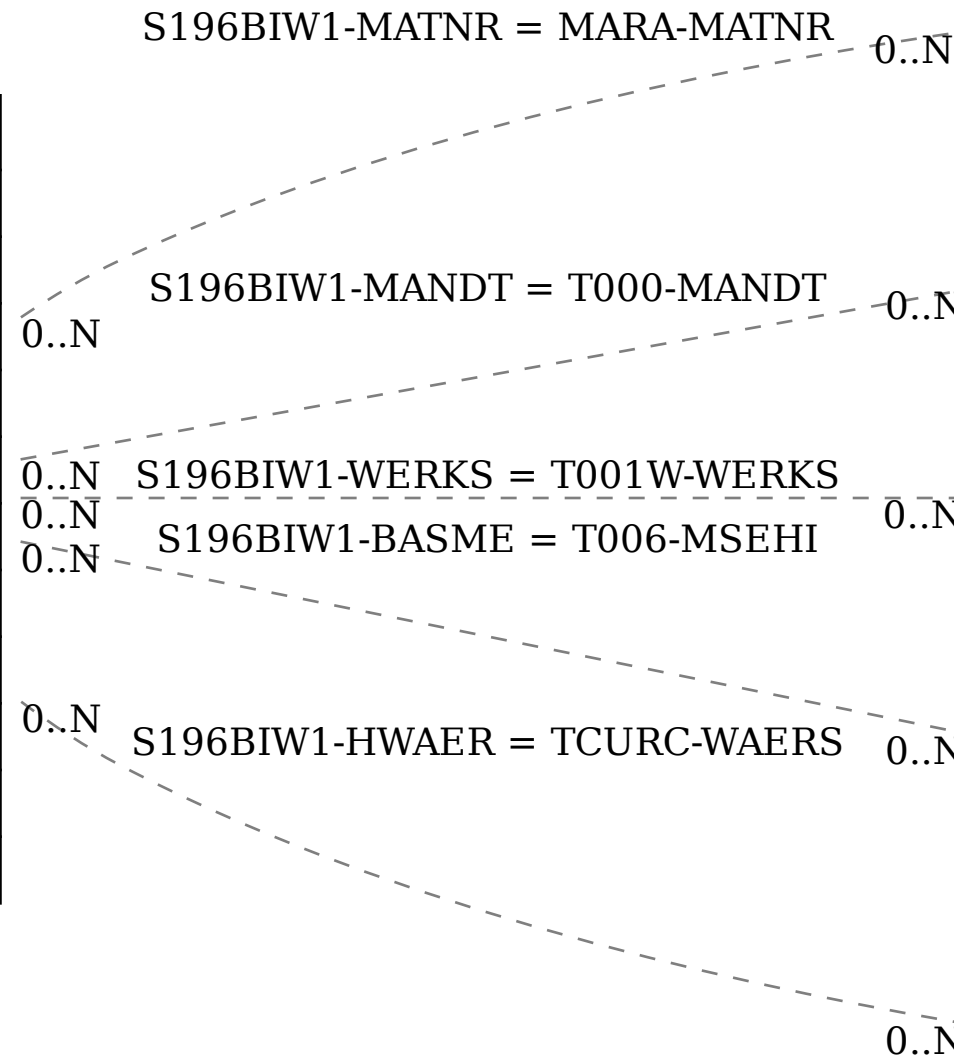 S196BIW1-MATNR = MARA-MATNR
0..N
S196BIW1-MANDT = T000-MANDT
0..N
0..N
S196BIW1-WERKS = T001W-WERKS
0..N
0..N
0..N
S196BIW1-BASME = T006-MSEHI
0..N
0..N
S196BIW1-HWAER = TCURC-WAERS
0..N
0..N